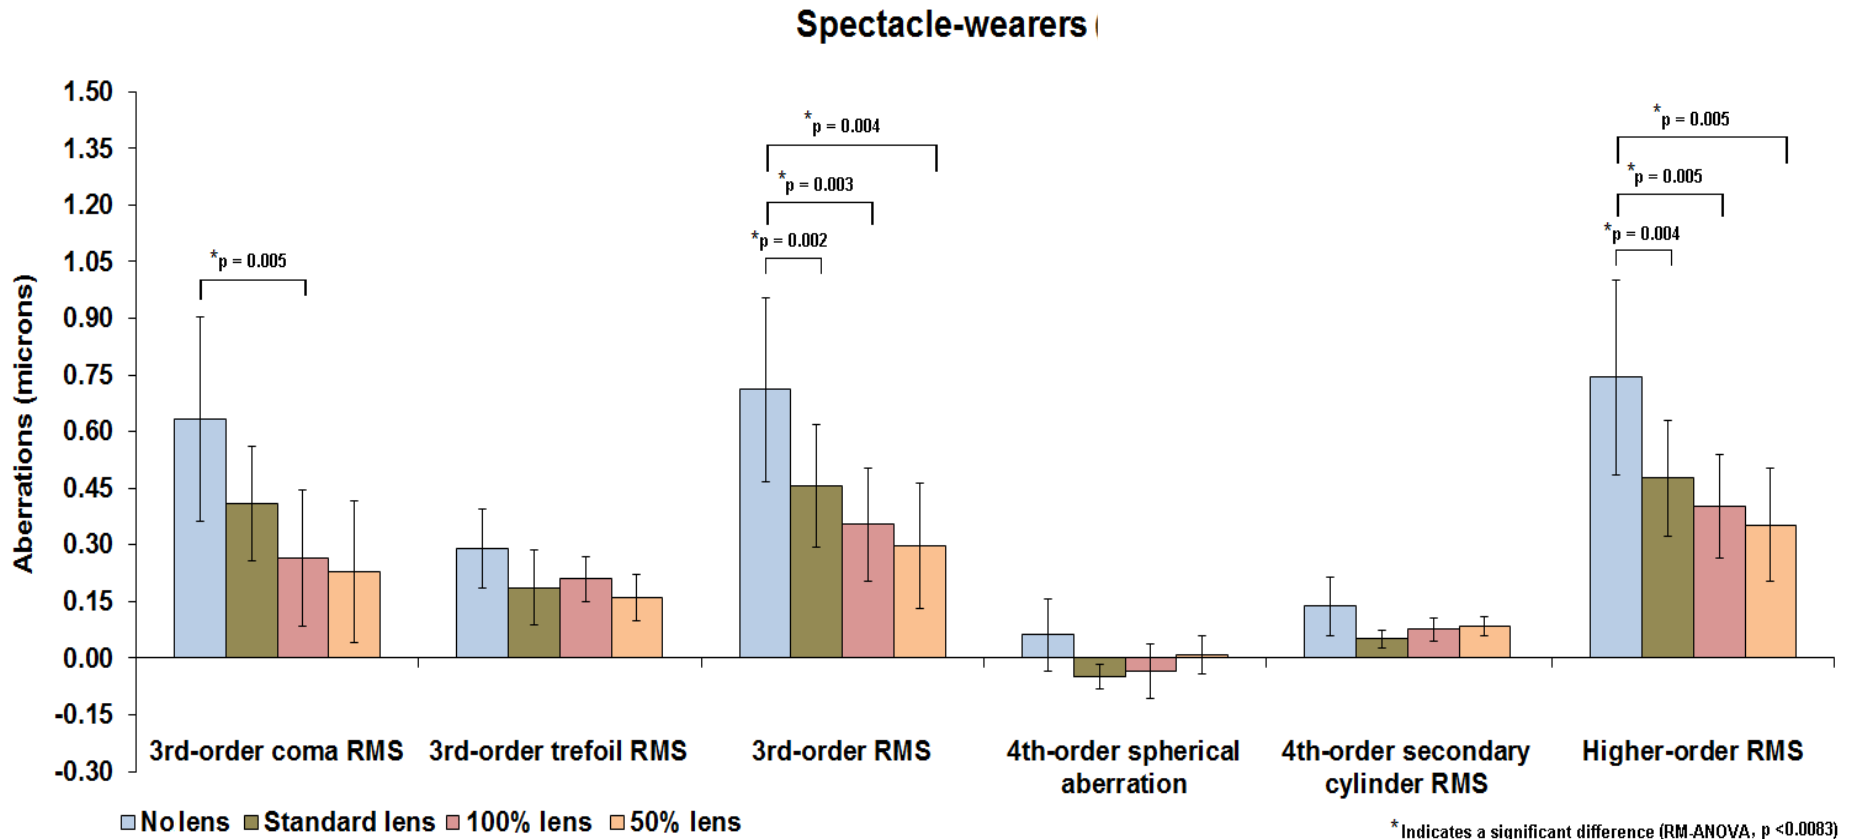 Spectacle-wearers (
1.50
1.35
1.20
1.05
0.90
0.75
0.60
0.45
0.30
0.15
0.00
-0.15
-0.30
Aberrations (microns)
*p = 0.005
*p = 0.004
*p = 0.003
*p = 0.002
*p = 0.005
*p = 0.005
*p = 0.004
3rd-order coma RMS
3rd-order trefoil RMS
3rd-order RMS
4th-order spherical
aberration
4th-order secondary
cylinder RMS
Higher-order RMS
No lens Standard lens 100% lens 50% lens
*Indicates a significant difference (RM-ANOVA, p <0.0083)